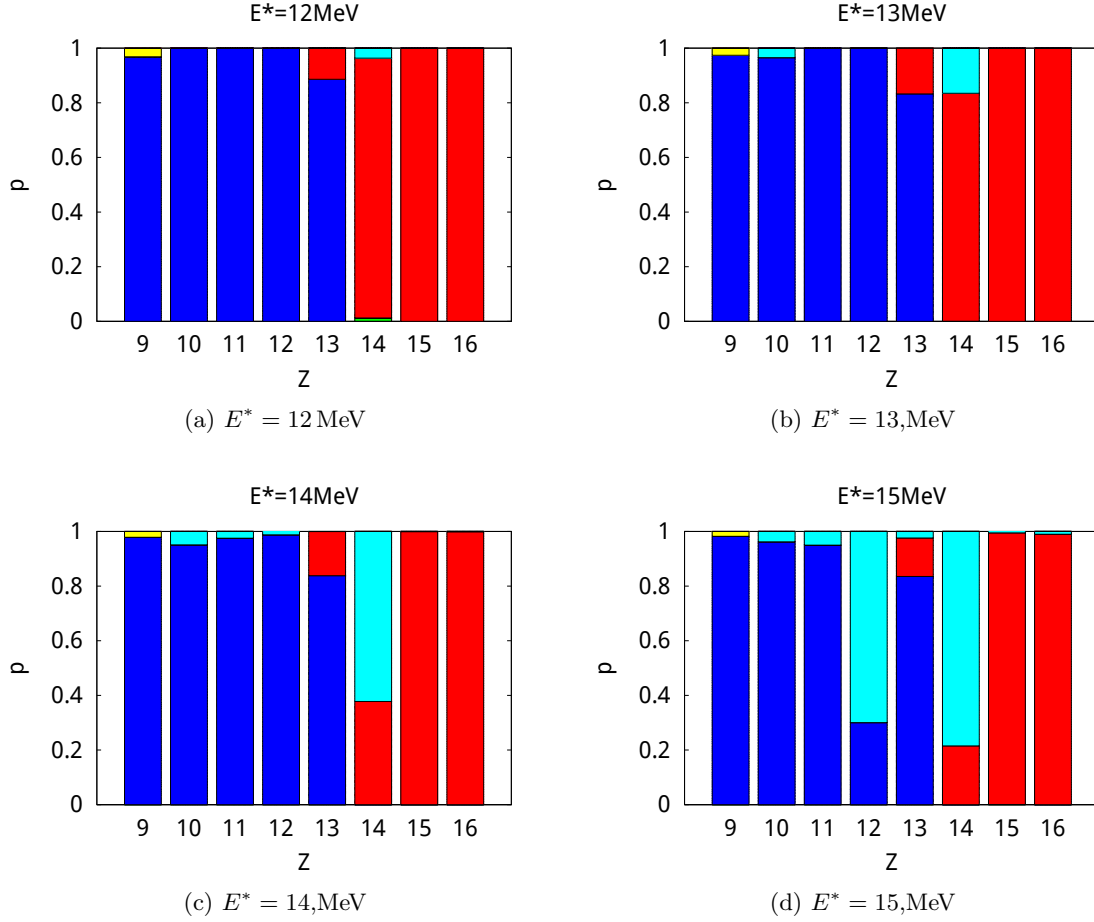 E*=12MeV
1
0.8
0.6
0.4
0.2
0
p
9 10 11 12 13 14 15 16
Z
(a) E* = 12 MeV
E*=13MeV
1
0.8
0.6
0.4
0.2
0
p
9 10 11 12 13 14 15 16
Z
(b) E* = 13,MeV
E*=14MeV
1
0.8
0.6
0.4
0.2
0
p
9 10 11 12 13 14 15 16
Z
(c) E* = 14,MeV
E*=15MeV
1
0.8
0.6
0.4
0.2
0
p
9 10 11 12 13 14 15 16
Z
(d) E* = 15,MeV